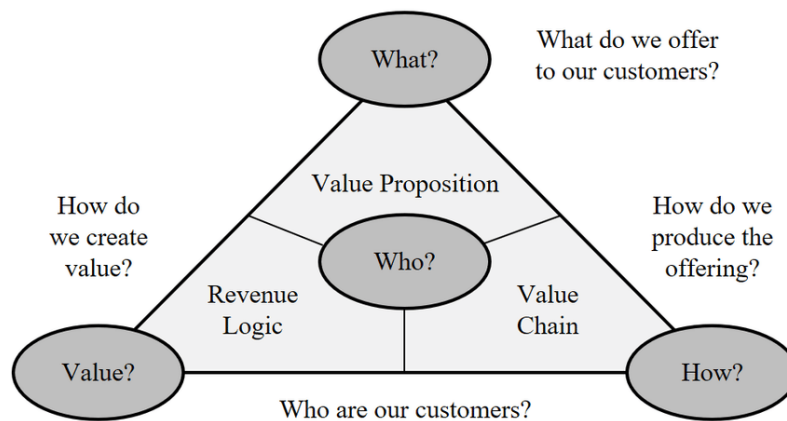 What?
What do we offer
to our customers?
Value Proposition
How do
we create
value?
Who?
How do we
produce the
offering?
Revenue
Logic
Value
Chain
Value?
How?
Who are our customers?